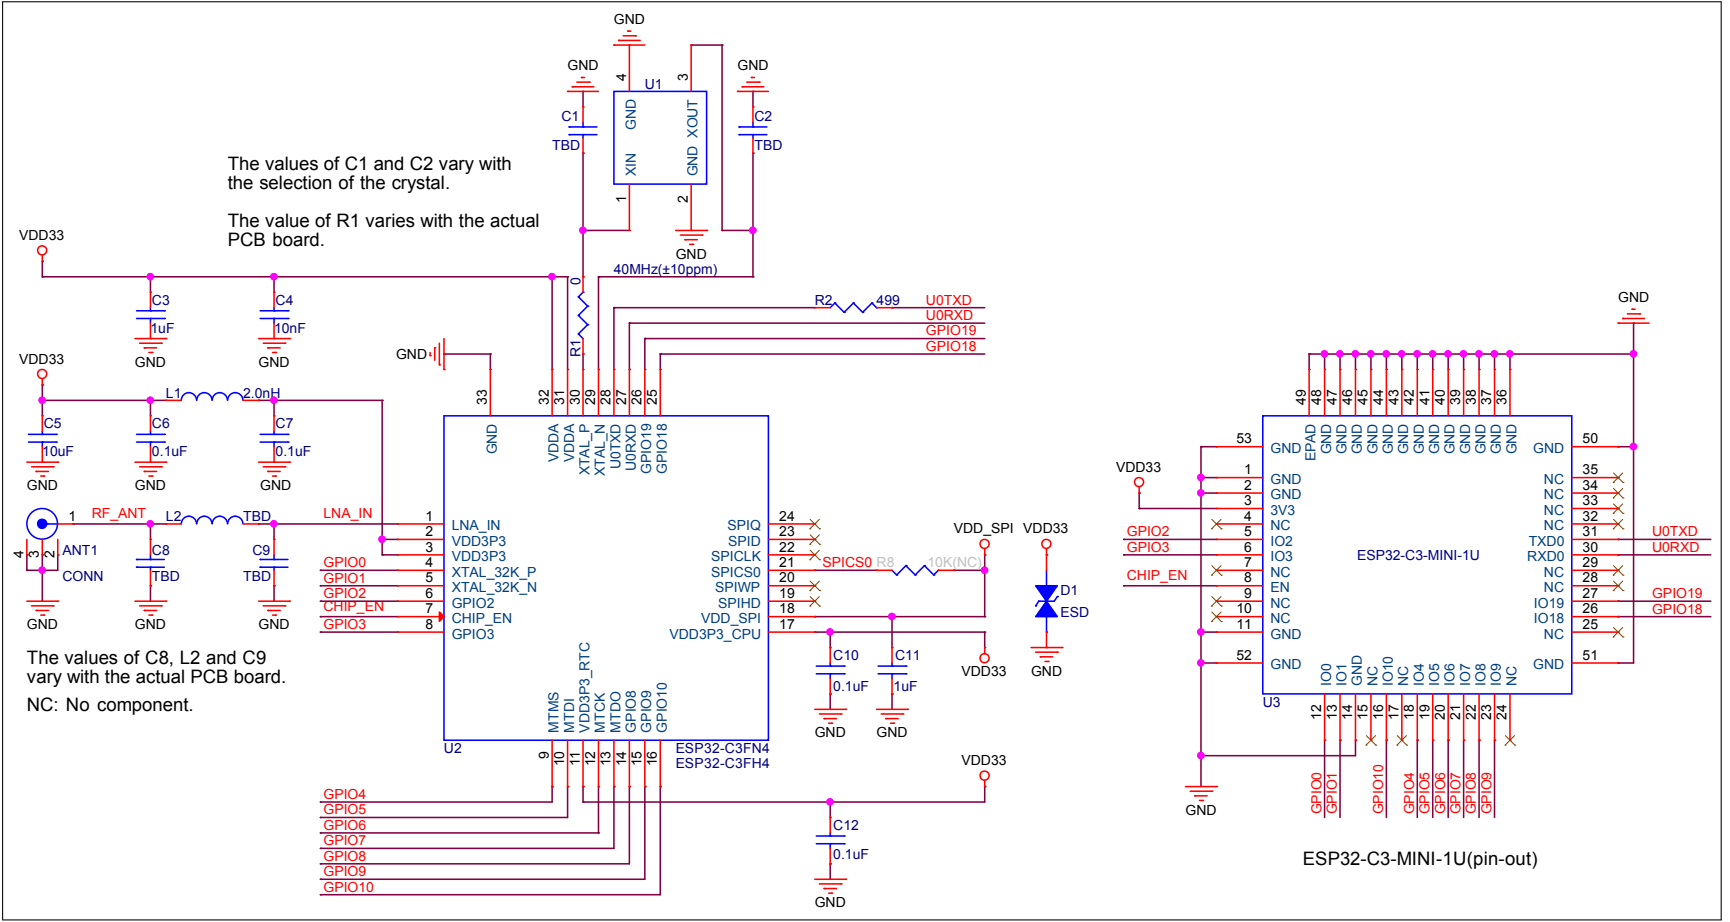 GND
GND
GND
4
3
U1
C1
TBD
GND
XOUT
C2
TBD
XIN
GND
1
2
GND
The values of C1 and C2 vary with
the selection of the crystal.
The value of R1 varies with the actual
PCB board.
40MHz(±10ppm)
VDD33
C3
1uF
GND
C4
10nF
GND
0
R1
R2
499
U0TXD
U0RXD
GPIO19
GPIO18
GND
VDD33
L1
2.0nH
C5
10uF
GND
C6
0.1uF
GND
C7
0.1uF
GND
33
32
31
30
29
28
27
26
25
GND
VDDA
VDDA
XTAL_P
XTAL_N
U0TXD
U0RXD
GPIO19
GPIO18
1
RF_ANT
L2
TBD
LNA_IN
4
3
2
ANT1
CONN
GND
C8
TBD
GND
C9
TBD
GND
GPIO0
GPIO1
GPIO2
CHIP_EN
GPIO3
1
2
3
4
5
6
7
8
LNA_IN
VDD3P3
VDD3P3
XTAL_32K_P
XTAL_32K_N
GPIO2
CHIP_EN
GPIO3
SPIQ
SPID
SPICLK
SPICS0
SPIWP
SPIHD
VDD_SPI
VDD3P3_CPU
24
23
22
21
20
19
18
17
SPICS0
R8
10K(NC)
VDD_SPI
VDD33
D1
ESD
GND
C10
0.1uF
GND
C11
1uF
GND
VDD33
The values of C8, L2 and C9
vary with the actual PCB board.
NC: No component.
MTMS
MTDI
VDD3P3_RTC
MTCK
MTDO
GPIO8
GPIO9
GPIO10
U2
ESP32-C3FN4
ESP32-C3FH4
9
10
11
12
13
14
15
16
GPIO4
GPIO5
GPIO6
GPIO7
GPIO8
GPIO9
GPIO10
VDD33
C12
0.1uF
GND
GND
49
48
47
46
45
44
43
42
41
40
39
38
37
36
EPAD
GND
GND
GND
GND
GND
GND
GND
GND
GND
GND
GND
GND
GND
VDD33
GPIO2
GPIO3
CHIP_EN
53
1
2
3
4
5
6
7
8
9
10
11
52
GND
GND
GND
3V3
NC
IO2
IO3
NC
EN
NC
NC
GND
GND
ESP32-C3-MINI-1U
GND
NC
NC
NC
NC
TXD0
RXD0
NC
NC
IO19
IO18
NC
GND
50
35
34
33
32
31
30
29
28
27
26
25
51
U0TXD
U0RXD
GPIO19
GPIO18
IO0
IO1
GND
NC
IO10
NC
IO4
IO5
IO6
IO7
IO8
IO9
NC
U3
12
13
14
15
16
17
18
19
20
21
22
23
24
GPIO0
GPIO1
GPIO10
GPIO4
GPIO5
GPIO6
GPIO7
GPIO8
GPIO9
GND
ESP32-C3-MINI-1U(pin-out)